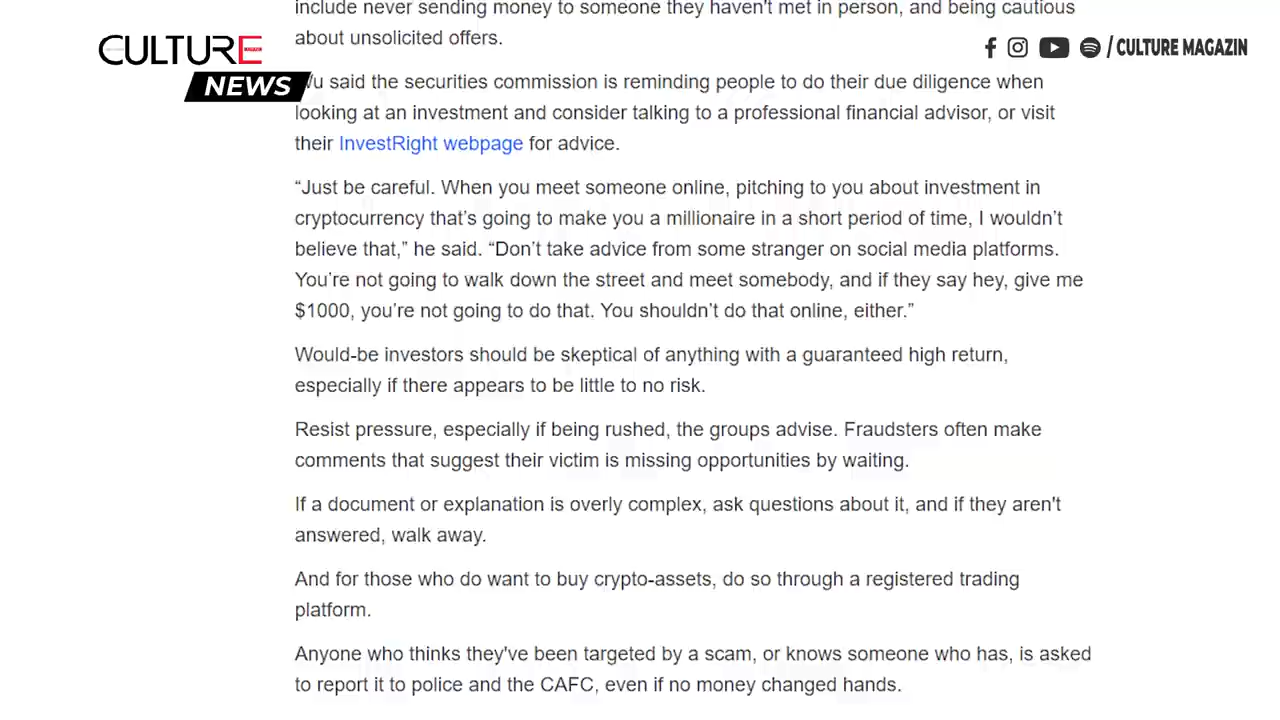 include never sending money to someone they haven't met in person, and being cautious
about unsolicited offers.
CULTURE
NEWS
/ CULTURE MAGAZIN
said the securities commission is reminding people to do their due diligence when
looking at an investment and consider talking to a professional financial advisor, or visit
their InvestRight webpage for advice.
“Just be careful. When you meet someone online, pitching to you about investment in
cryptocurrency that’s going to make you a millionaire in a short period of time, I wouldn’t
believe that,” he said. “Don’t take advice from some stranger on social media platforms.
You’re not going to walk down the street and meet somebody, and if they say hey, give me
$1000, you’re not going to do that. You shouldn’t do that online, either.”
Would-be investors should be skeptical of anything with a guaranteed high return,
especially if there appears to be little to no risk.
Resist pressure, especially if being rushed, the groups advise. Fraudsters often make
comments that suggest their victim is missing opportunities by waiting.
If a document or explanation is overly complex, ask questions about it, and if they aren't
answered, walk away.
And for those who do want to buy crypto-assets, do so through a registered trading
platform.
Anyone who thinks they've been targeted by a scam, or knows someone who has, is asked
to report it to police and the CAFC, even if no money changed hands.